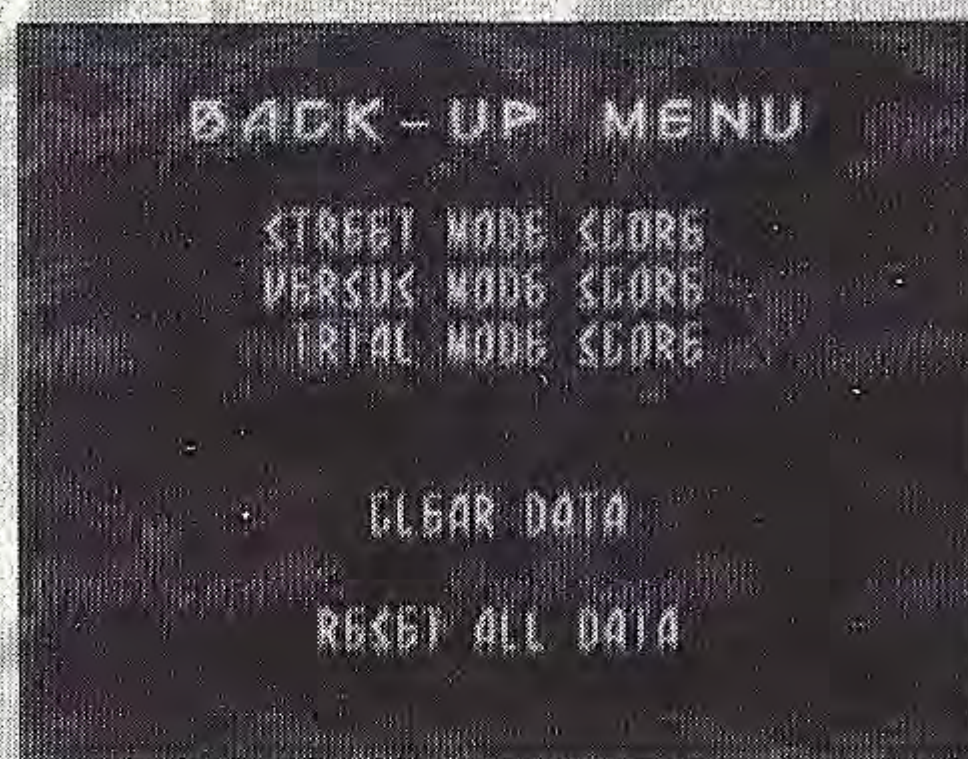 BACK-UP MENU
STREET MODE SCORE
VERSUS MODE SCORE
TRIAL MODE SCORE
CLEAR DATA
RESET ALL DATA